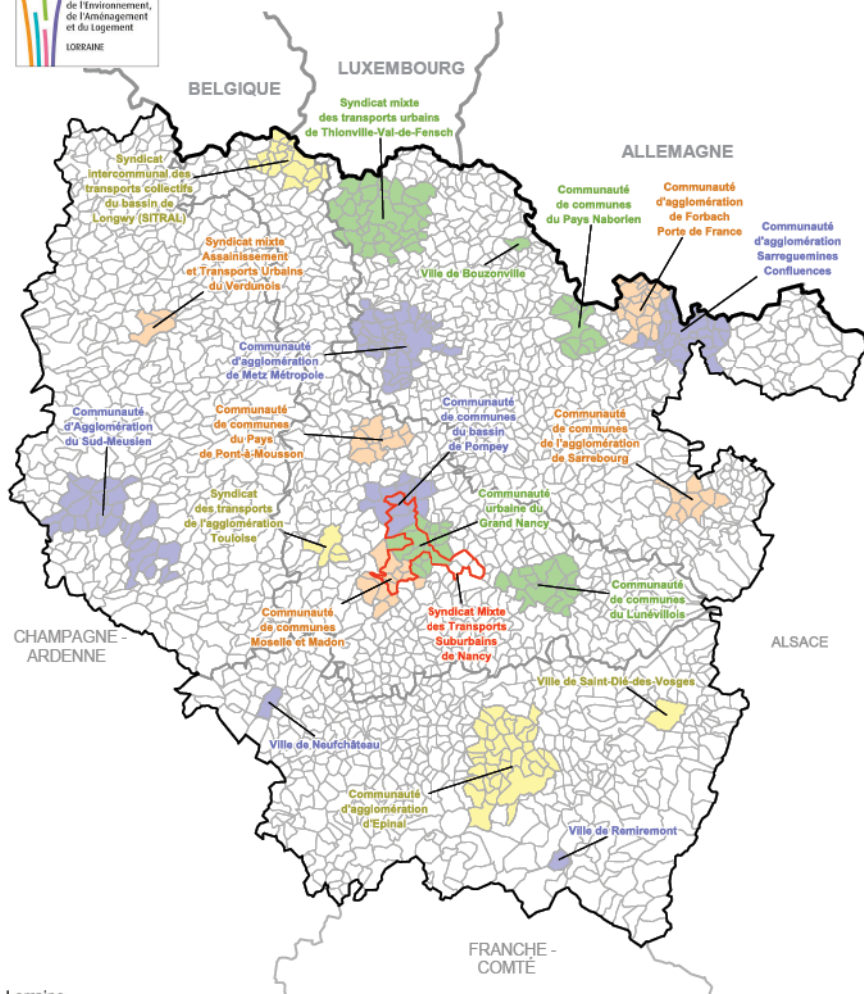 de l'Environnement,
de l'Aménagement
et du Logement
LORRAINE
BELGIQUE
LUXEMBOURG
ALLEMAGNE
Syndicat mixte
des transports urbains
de Thionville-Val-de-Fensch
Syndicat
intercommunal des
transports collectifs
du bassin de
Longwy (SITRAL)
Communauté
de communes
du Pays Naborien
Communauté
d'agglomération
de Forbach
Porte de France
Communauté
d'agglomération
Sarreguemines
Confluences
Syndicat mixte
Assainissement
et Transports Urbains
du Verdunois
Ville de Bouzonville
Communauté
d'agglomération
de Metz Métropole
Communauté
d'Agglomération
du Sud-Meusien
Communauté
de communes
du Pays
de Pont-à-Mousson
Communauté
de communes
du bassin
de Pompey
Communauté
de communes
de l'agglomération
de Sarrebourg
Syndicat
des transports
de l'agglomération
Touloise
Communauté
urbaine du
Grand Nancy
Communauté
de communes
Moselle et Madon
Syndicat Mixte
des Transports
Suburbains
de Nancy
Communauté
de communes
du Lunévillois
CHAMPAGNE -
ARDENNE
ALSACE
Ville de Saint-Dié-des-Vosges
Ville de Neufchâteau
Communauté
d'agglomération
d'Epinal
Ville de Remiremont
FRANCHE -
COMTÉ